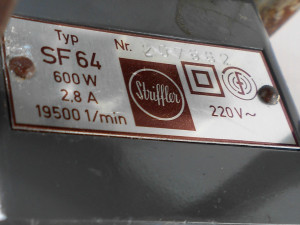 Typ
Nr.
SF 64
600 W
2,8 A
19500 1/min
Striffler
220V~